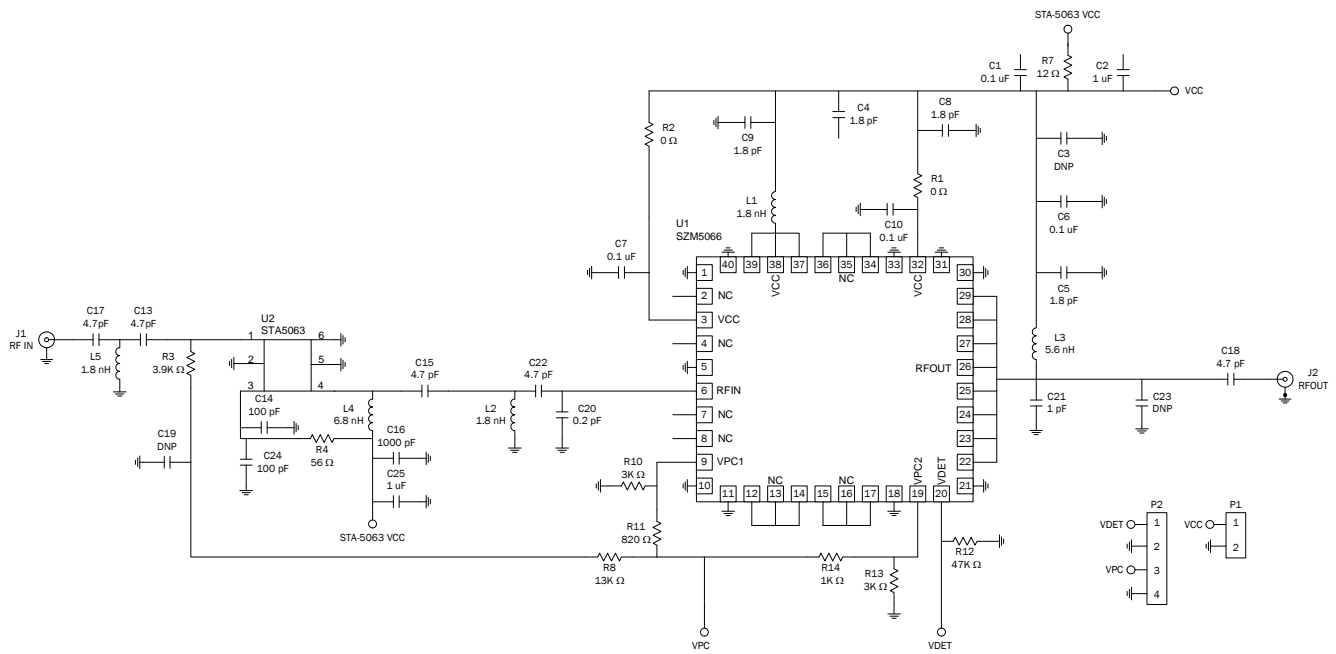 STA-5063 VCC
C1
0.1 uF
R7
12 Ω
C2
1 uF
VCC
R2
0 Ω
C9
1.8 pF
C4
1.8 pF
C8
1.8 pF
C3
DNP
R1
0 Ω
L1
1.8 nH
C10
0.1 uF
C6
0.1 uF
U1
SZM5066
C7
0.1 uF
C5
1.8 pF
40
39
38
37
36
35
34
33
32
31
VCC
NC
VCC
1
2
NC
3
VCC
4
NC
5
6
RFIN
7
NC
8
NC
9
VPC1
10
30
29
28
27
RFOUT
26
25
24
23
22
21
NC
NC
VPC2
VDET
11
12
13
14
15
16
17
18
19
20
L3
5.6 nH
C18
4.7 pF
J2
RFOUT
C21
1 pF
C23
DNP
J1
RF IN
C17
4.7pF
C13
4.7pF
L5
1.8 nH
R3
3.9K Ω
U2
STA5063
1
2
3
6
5
4
C15
4.7 pF
C22
4.7 pF
C14
100 pF
L4
6.8 nH
L2
1.8 nH
C20
0.2 pF
C19
DNP
C24
100 pF
R4
56 Ω
C16
1000 pF
C25
1 uF
STA-5063 VCC
R10
3K Ω
R11
820 Ω
R8
13K Ω
R14
1K Ω
R13
3K Ω
R12
47K Ω
VPC
VDET
P2
VDET
1
2
VPC
3
4
P1
VCC
1
2